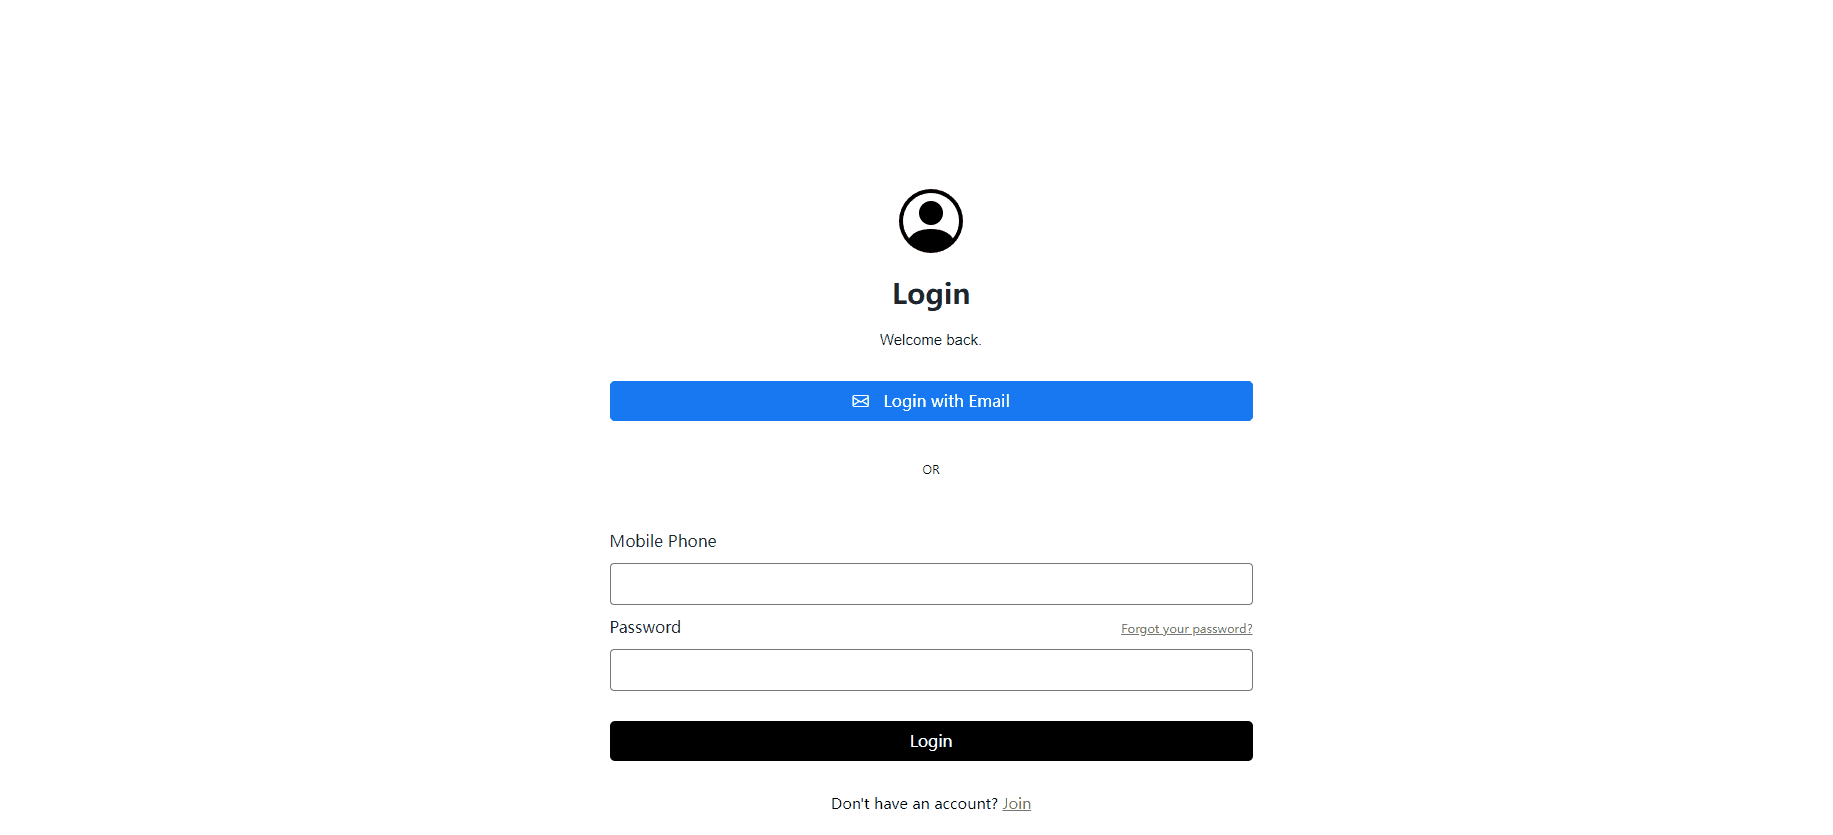 Login
Welcome back.
Login with Email
OR
Mobile Phone
Password Forgot your password?
Login
Don't have an account? Join